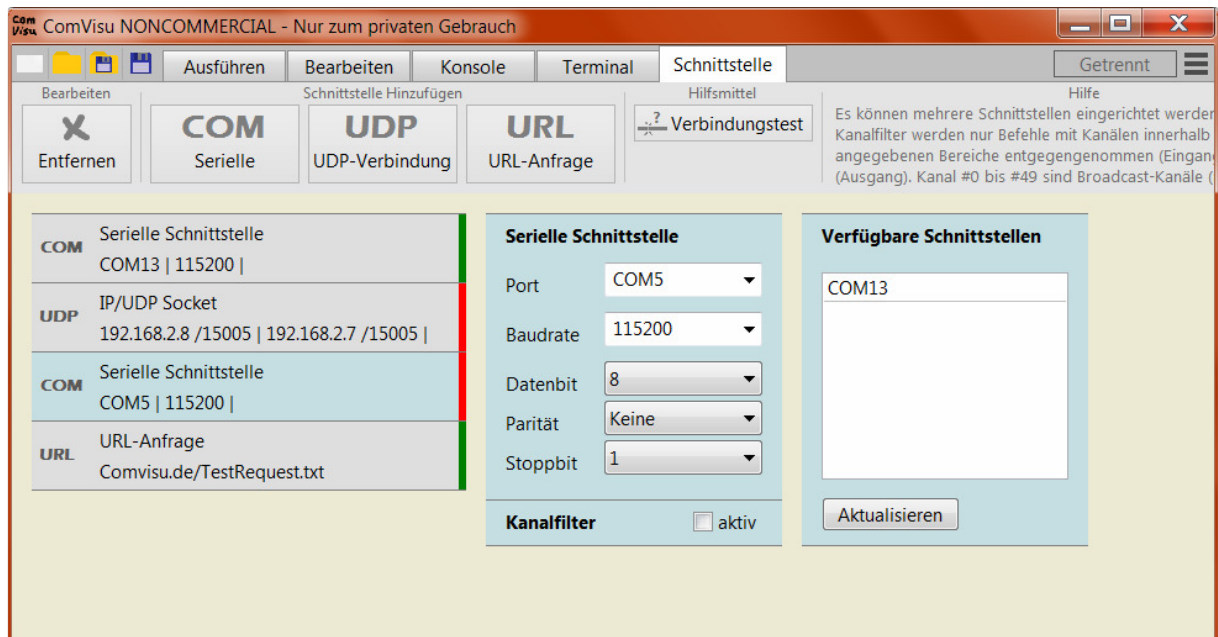 Com
Visu
ComVisu NONCOMMERCIAL - Nur zum privaten Gebrauch
X
Ausführen
Bearbeiten
Konsole
Terminal
Schnittstelle
Getrennt
Bearbeiten
Schnittstelle Hinzufügen
Hilfsmittel
Hilfe
Entfernen
COM
Serielle
UDP
UDP-Verbindung
URL
URL-Anfrage
? Verbindungstest
Es können mehrere Schnittstellen eingerichtet werden
Kanalfilter werden nur Befehle mit Kanälen innerhalb
angegebenen Bereiche entgegengenommen (Eingang
(Ausgang). Kanal #0 bis #49 sind Broadcast-Kanäle (
COM
Serielle Schnittstelle
COM13 | 115200 |
UDP
IP/UDP Socket
192.168.2.8 /15005 | 192.168.2.7 /15005 |
COM
Serielle Schnittstelle
COM5 | 115200 |
URL
URL-Anfrage
Comvisu.de/TestRequest.txt
Serielle Schnittstelle
Port COM5
Baudrate 115200
Datenbit 8
Parität Keine
Stoppbit 1
Kanalfilter aktiv
Verfügbare Schnittstellen
COM13
Aktualisieren